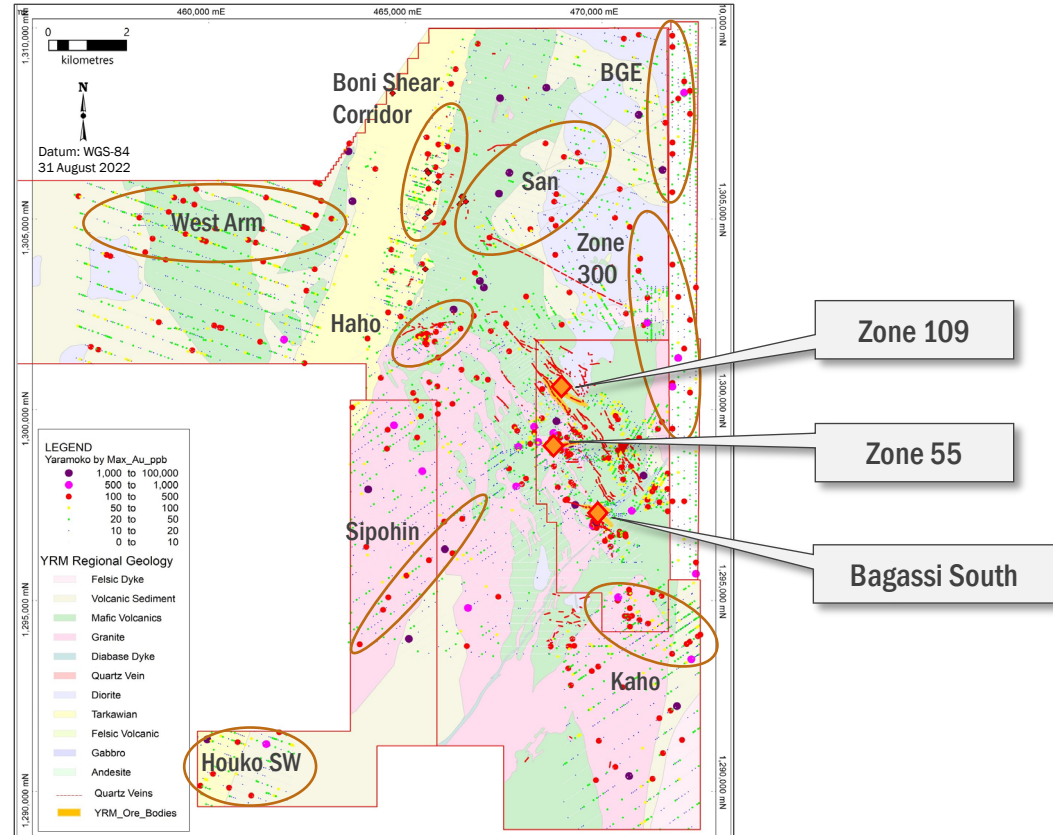 460,000 mE
465,000 mE
470,000 mE
10,000 mN
1,310,000 mN
0 2
kilometres
N
Datum: WGS-84
31 August 2022
Boni Shear
Corridor
BGE
San
West Arm
Zone
300
Haho
1,305,000 mN
1,305,000 mN
1,300,000 mN
1,300,000 mN
Zone 109
Zone 55
Bagassi South
Sipohin
Kaho
Houko SW
1,295,000 mN
1,295,000 mN
1,290,000 mN
1,290,000 mN
LEGEND
Yaramoko by Max_Au_ppb
1,000 to 100,000
500 to 1,000
100 to 500
50 to 100
20 to 50
10 to 20
0 to 10
YRM Regional Geology
Felsic Dyke
Volcanic Sediment
Mafic Volcanics
Granite
Diabase Dyke
Quartz Vein
Diorite
Tarkawian
Felsic Volcanic
Gabbro
Andesite
Quartz Veins
YRM_Ore_Bodies